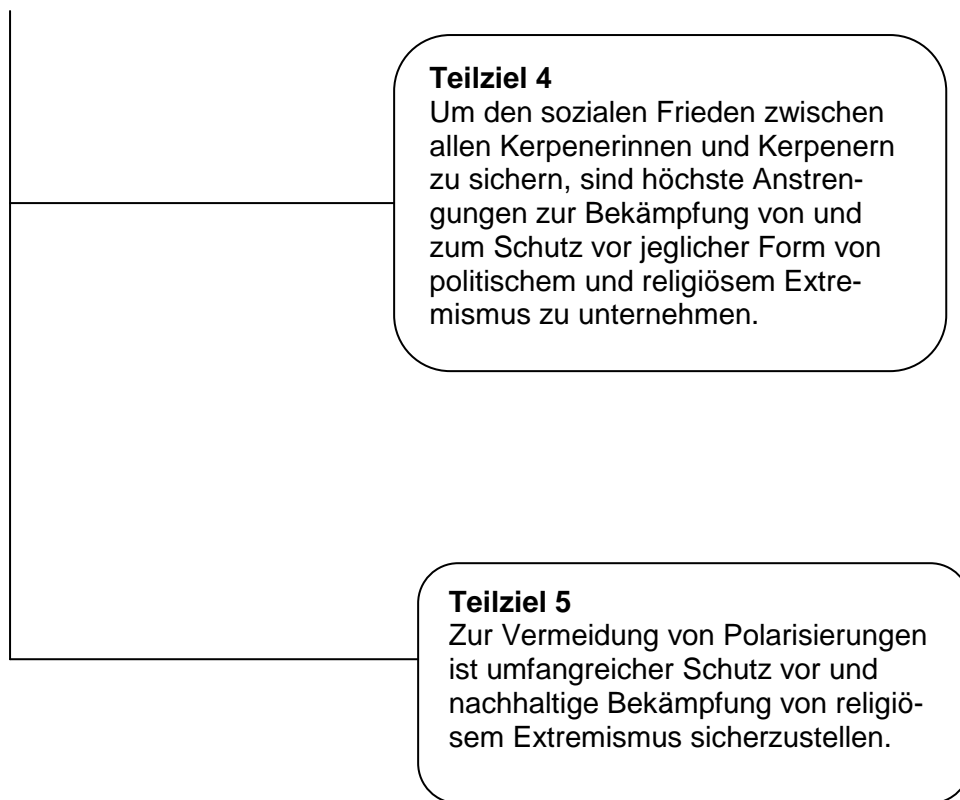 Teilziel 4
Um den sozialen Frieden zwischen
allen Kerpenerinnen und Kerpenern
zu sichern, sind höchste Anstren-
gungen zur Bekämpfung von und
zum Schutz vor jeglicher Form von
politischem und religiösem Extre-
mismus zu unternehmen.
Teilziel 5
Zur Vermeidung von Polarisierungen
ist umfangreicher Schutz vor und
nachhaltige Bekämpfung von religiö-
sem Extremismus sicherzustellen.